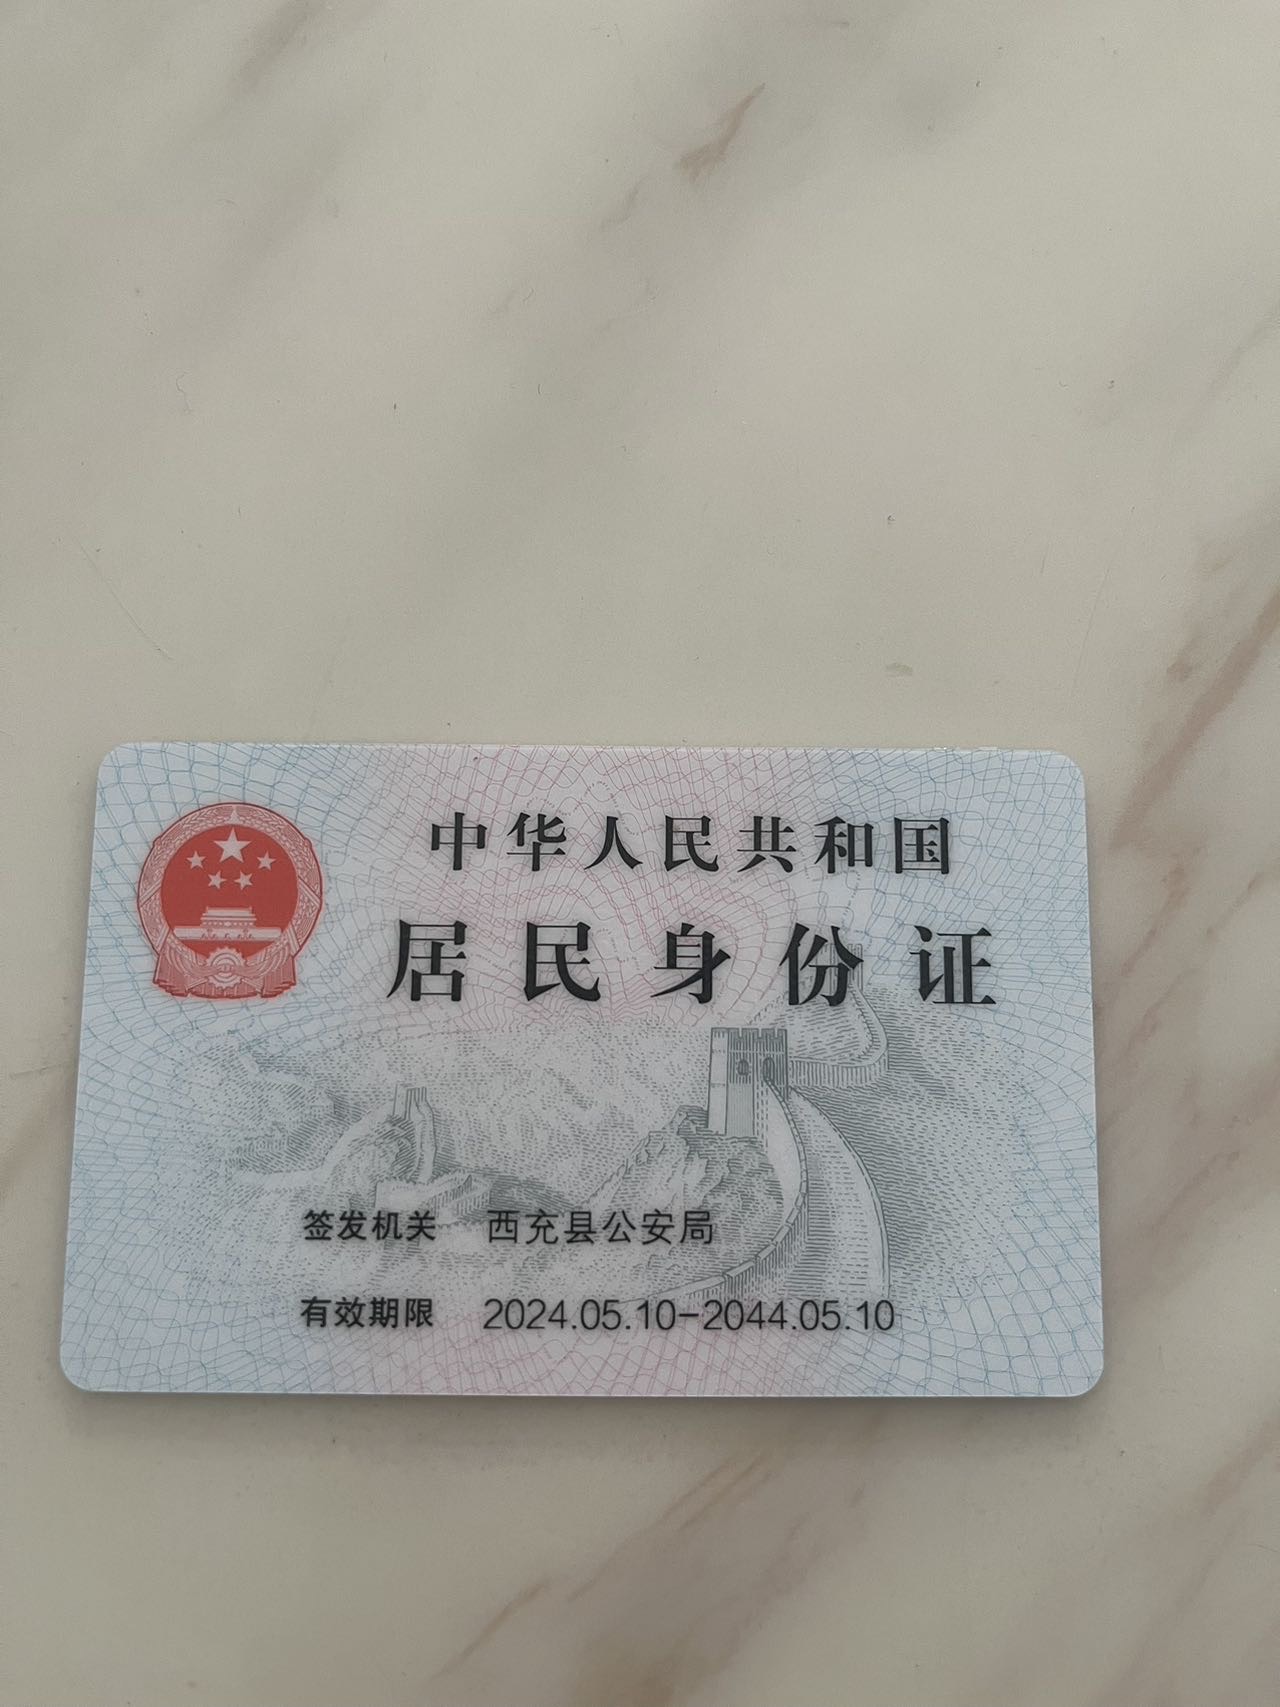 中华人民共和国
居民身份证
签发机关 西充县公安局
有效期限 2024.05.10-2044.05.10